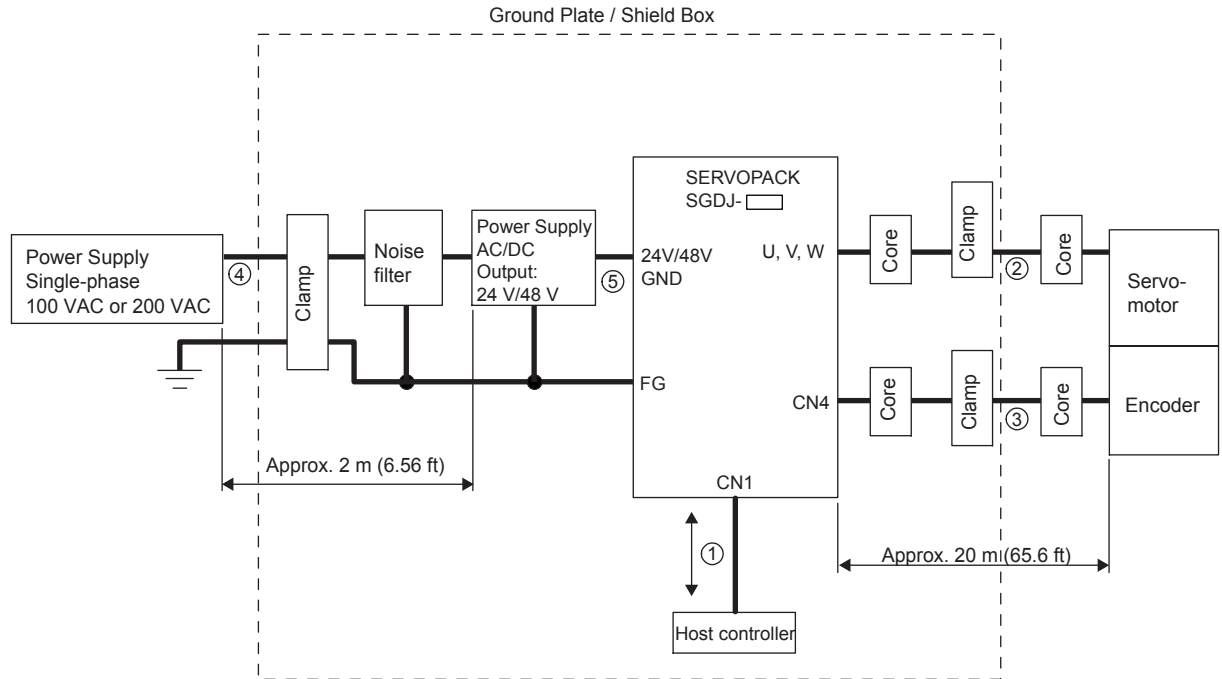 Ground Plate / Shield Box
Power Supply
Single-phase
100 VAC or 200 VAC
④
Clamp
Noise
filter
Power Supply
AC/DC
Output:
24 V/48 V
⑤
SERVOPACK
SGDJ-
24V/48V
GND
U, V, W
FG
CN4
CN1
Core
Clamp
②
Core
Servo-
motor
Core
Clamp
③
Core
Encoder
Approx. 2 m (6.56 ft)
①
Approx. 20 m (65.6 ft)
Host controller